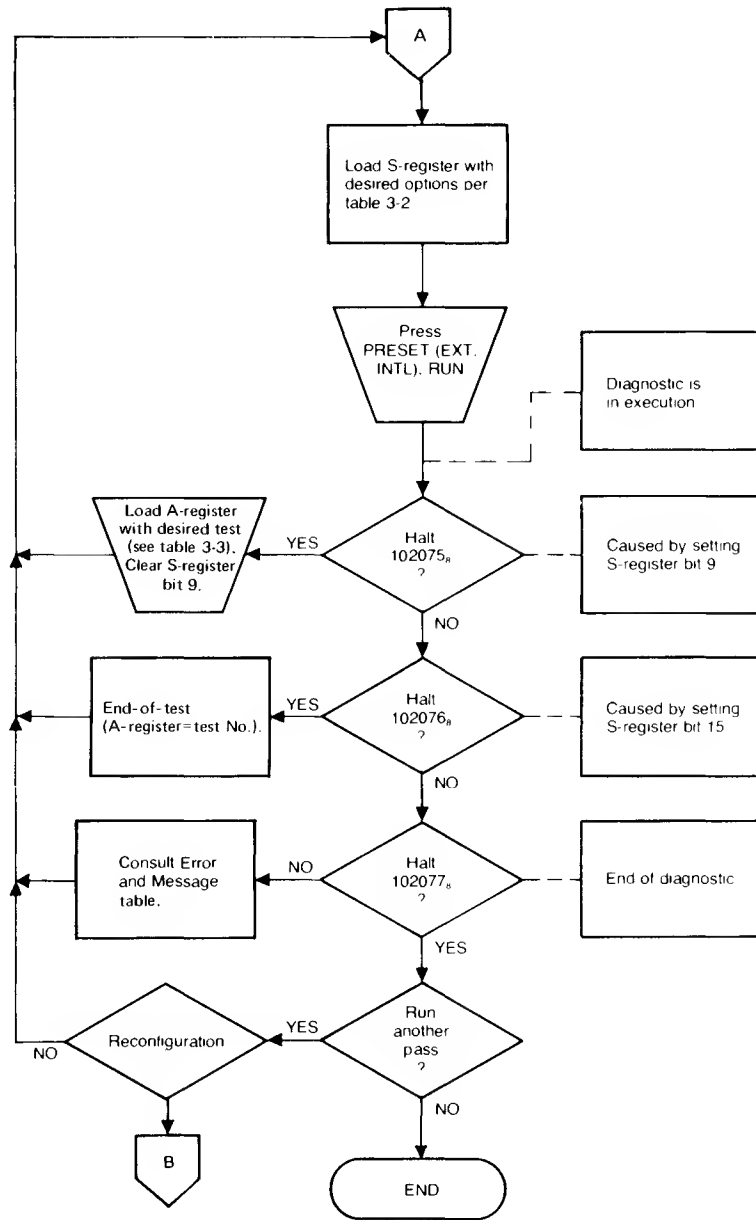 A
Load S-register with
desired options per
table 3-2
Press
PRESET (EXT.
INTL). RUN
Diagnostic is
in execution
Load A-register
with desired test
(see table 3-3).
Clear S-register
bit 9.
YES
Halt
102075₈
?
Caused by setting
S-register bit 9
NO
End-of-test
(A-register=test No.).
YES
Halt
102076₈
?
Caused by setting
S-register bit 15
NO
Consult Error
and Message
table.
NO
Halt
102077₈
?
End of diagnostic
YES
NO
Reconfiguration
YES
Run
another
pass
?
NO
B
END